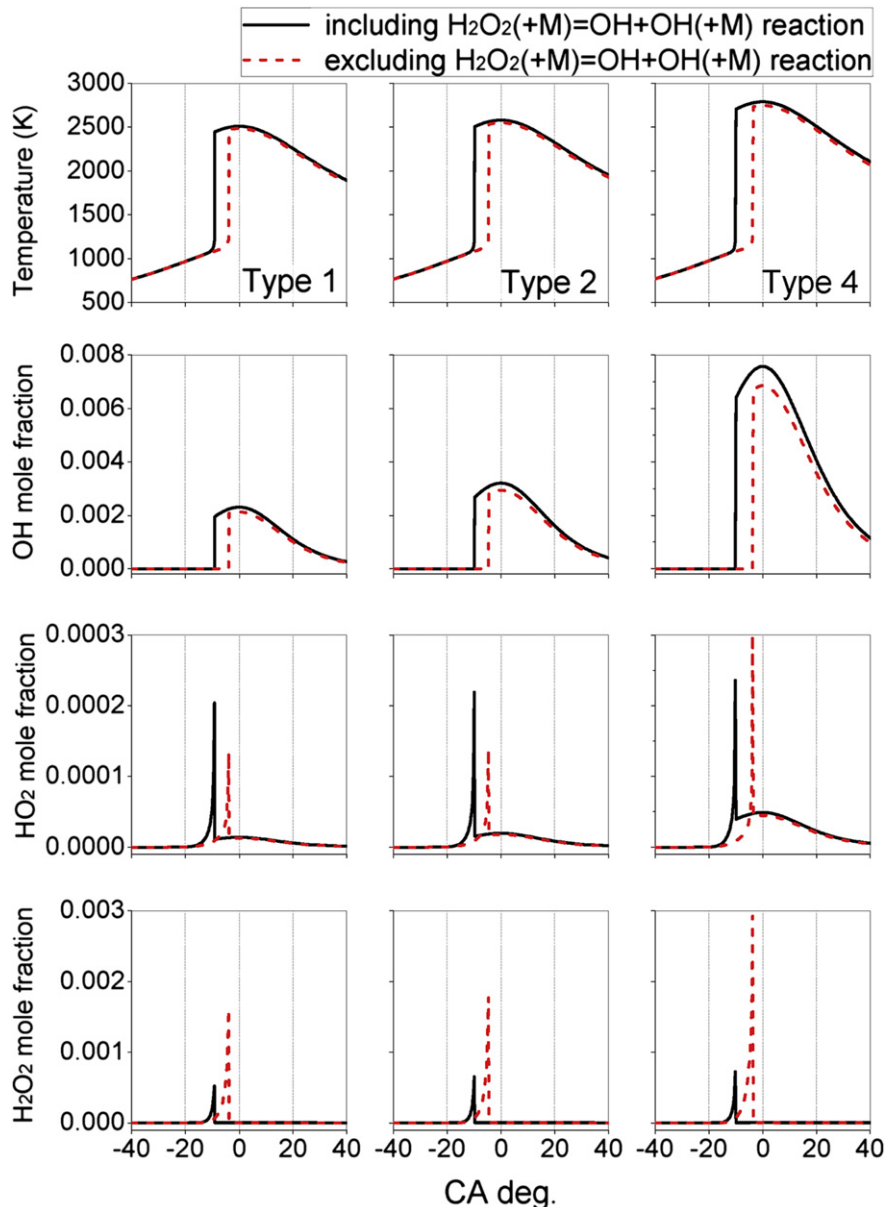 including H₂O₂(+M)=OH+OH(+M) reaction
excluding H₂O₂(+M)=OH+OH(+M) reaction
Temperature (K)
3000
2500
2000
1500
1000
500
Type 1
Type 2
Type 4
OH mole fraction
0.008
0.006
0.004
0.002
0.000
HO₂ mole fraction
0.0003
0.0002
0.0001
0.0000
H₂O₂ mole fraction
0.003
0.002
0.001
0.000
-40 -20 0 20 40 -40 -20 0 20 40 -40 -20 0 20 40
CA deg.